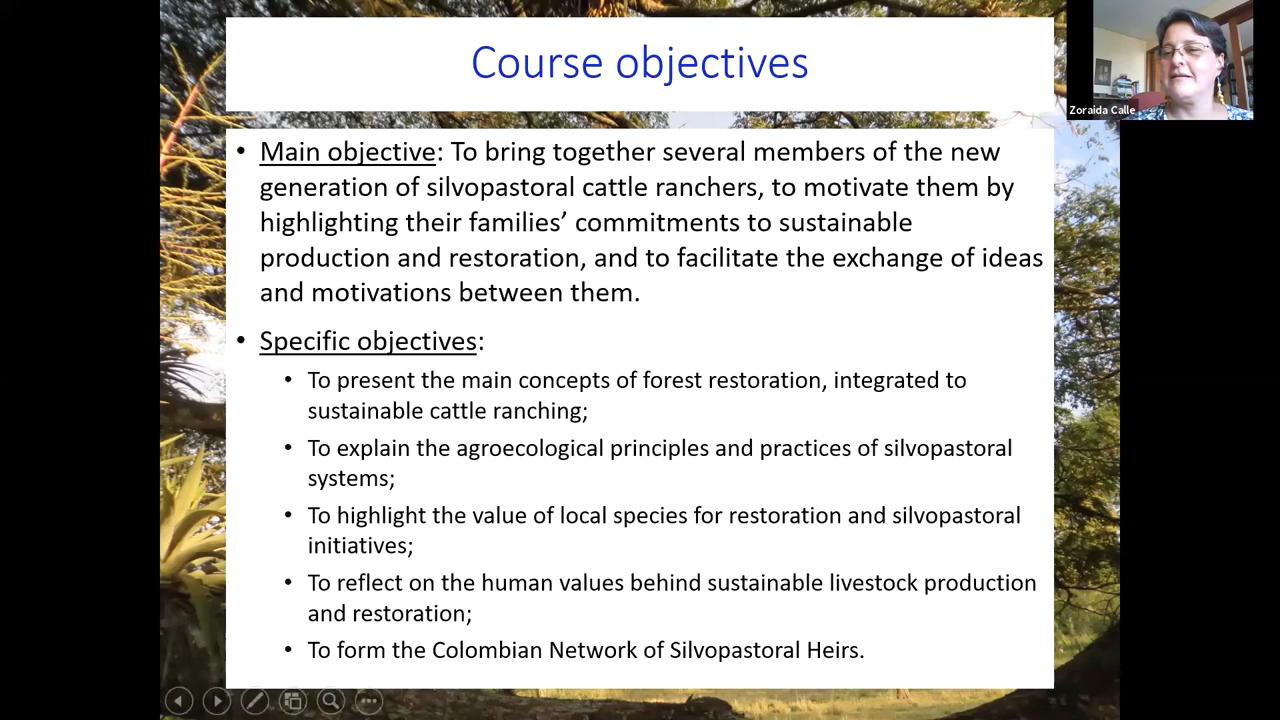 Course objectives
Zoraida Calle
• Main objective: To bring together several members of the new
generation of silvopastoral cattle ranchers, to motivate them by
highlighting their families’ commitments to sustainable
production and restoration, and to facilitate the exchange of ideas
and motivations between them.
• Specific objectives:
• To present the main concepts of forest restoration, integrated to
sustainable cattle ranching;
• To explain the agroecological principles and practices of silvopastoral
systems;
• To highlight the value of local species for restoration and silvopastoral
initiatives;
• To reflect on the human values behind sustainable livestock production
and restoration;
• To form the Colombian Network of Silvopastoral Heirs.